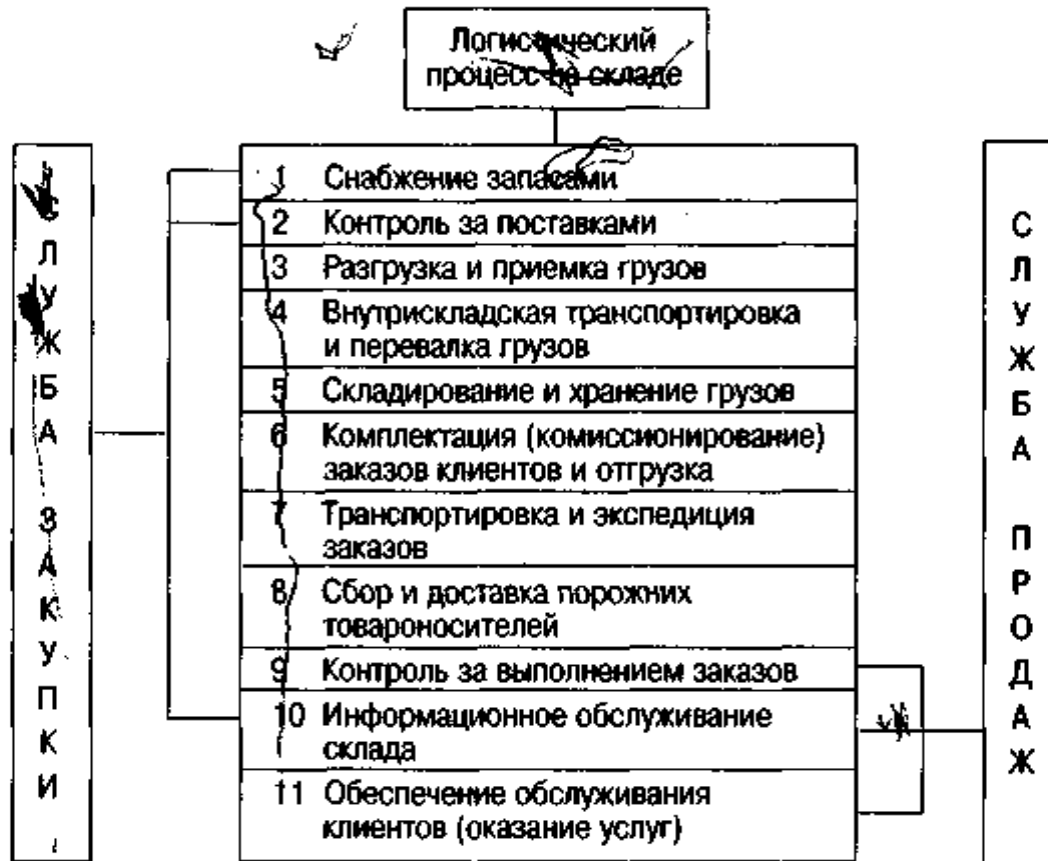 Логистический
процесс на складе
СЛУЖБА ЗАКУПКИ
1 Снабжение запасами
2 Контроль за поставками
3 Разгрузка и приемка грузов
4 Внутрискладская транспортировка
и перевалка грузов
5 Складирование и хранение грузов
6 Комплектация (комиссионирование)
заказов клиентов и отгрузка
7 Транспортировка и экспедиция
заказов
8 Сбор и доставка порожних
товароносителей
9 Контроль за выполнением заказов
10 Информационное обслуживание
склада
11 Обеспечение обслуживания
клиентов (оказание услуг)
СЛУЖБА ПРОДАЖ